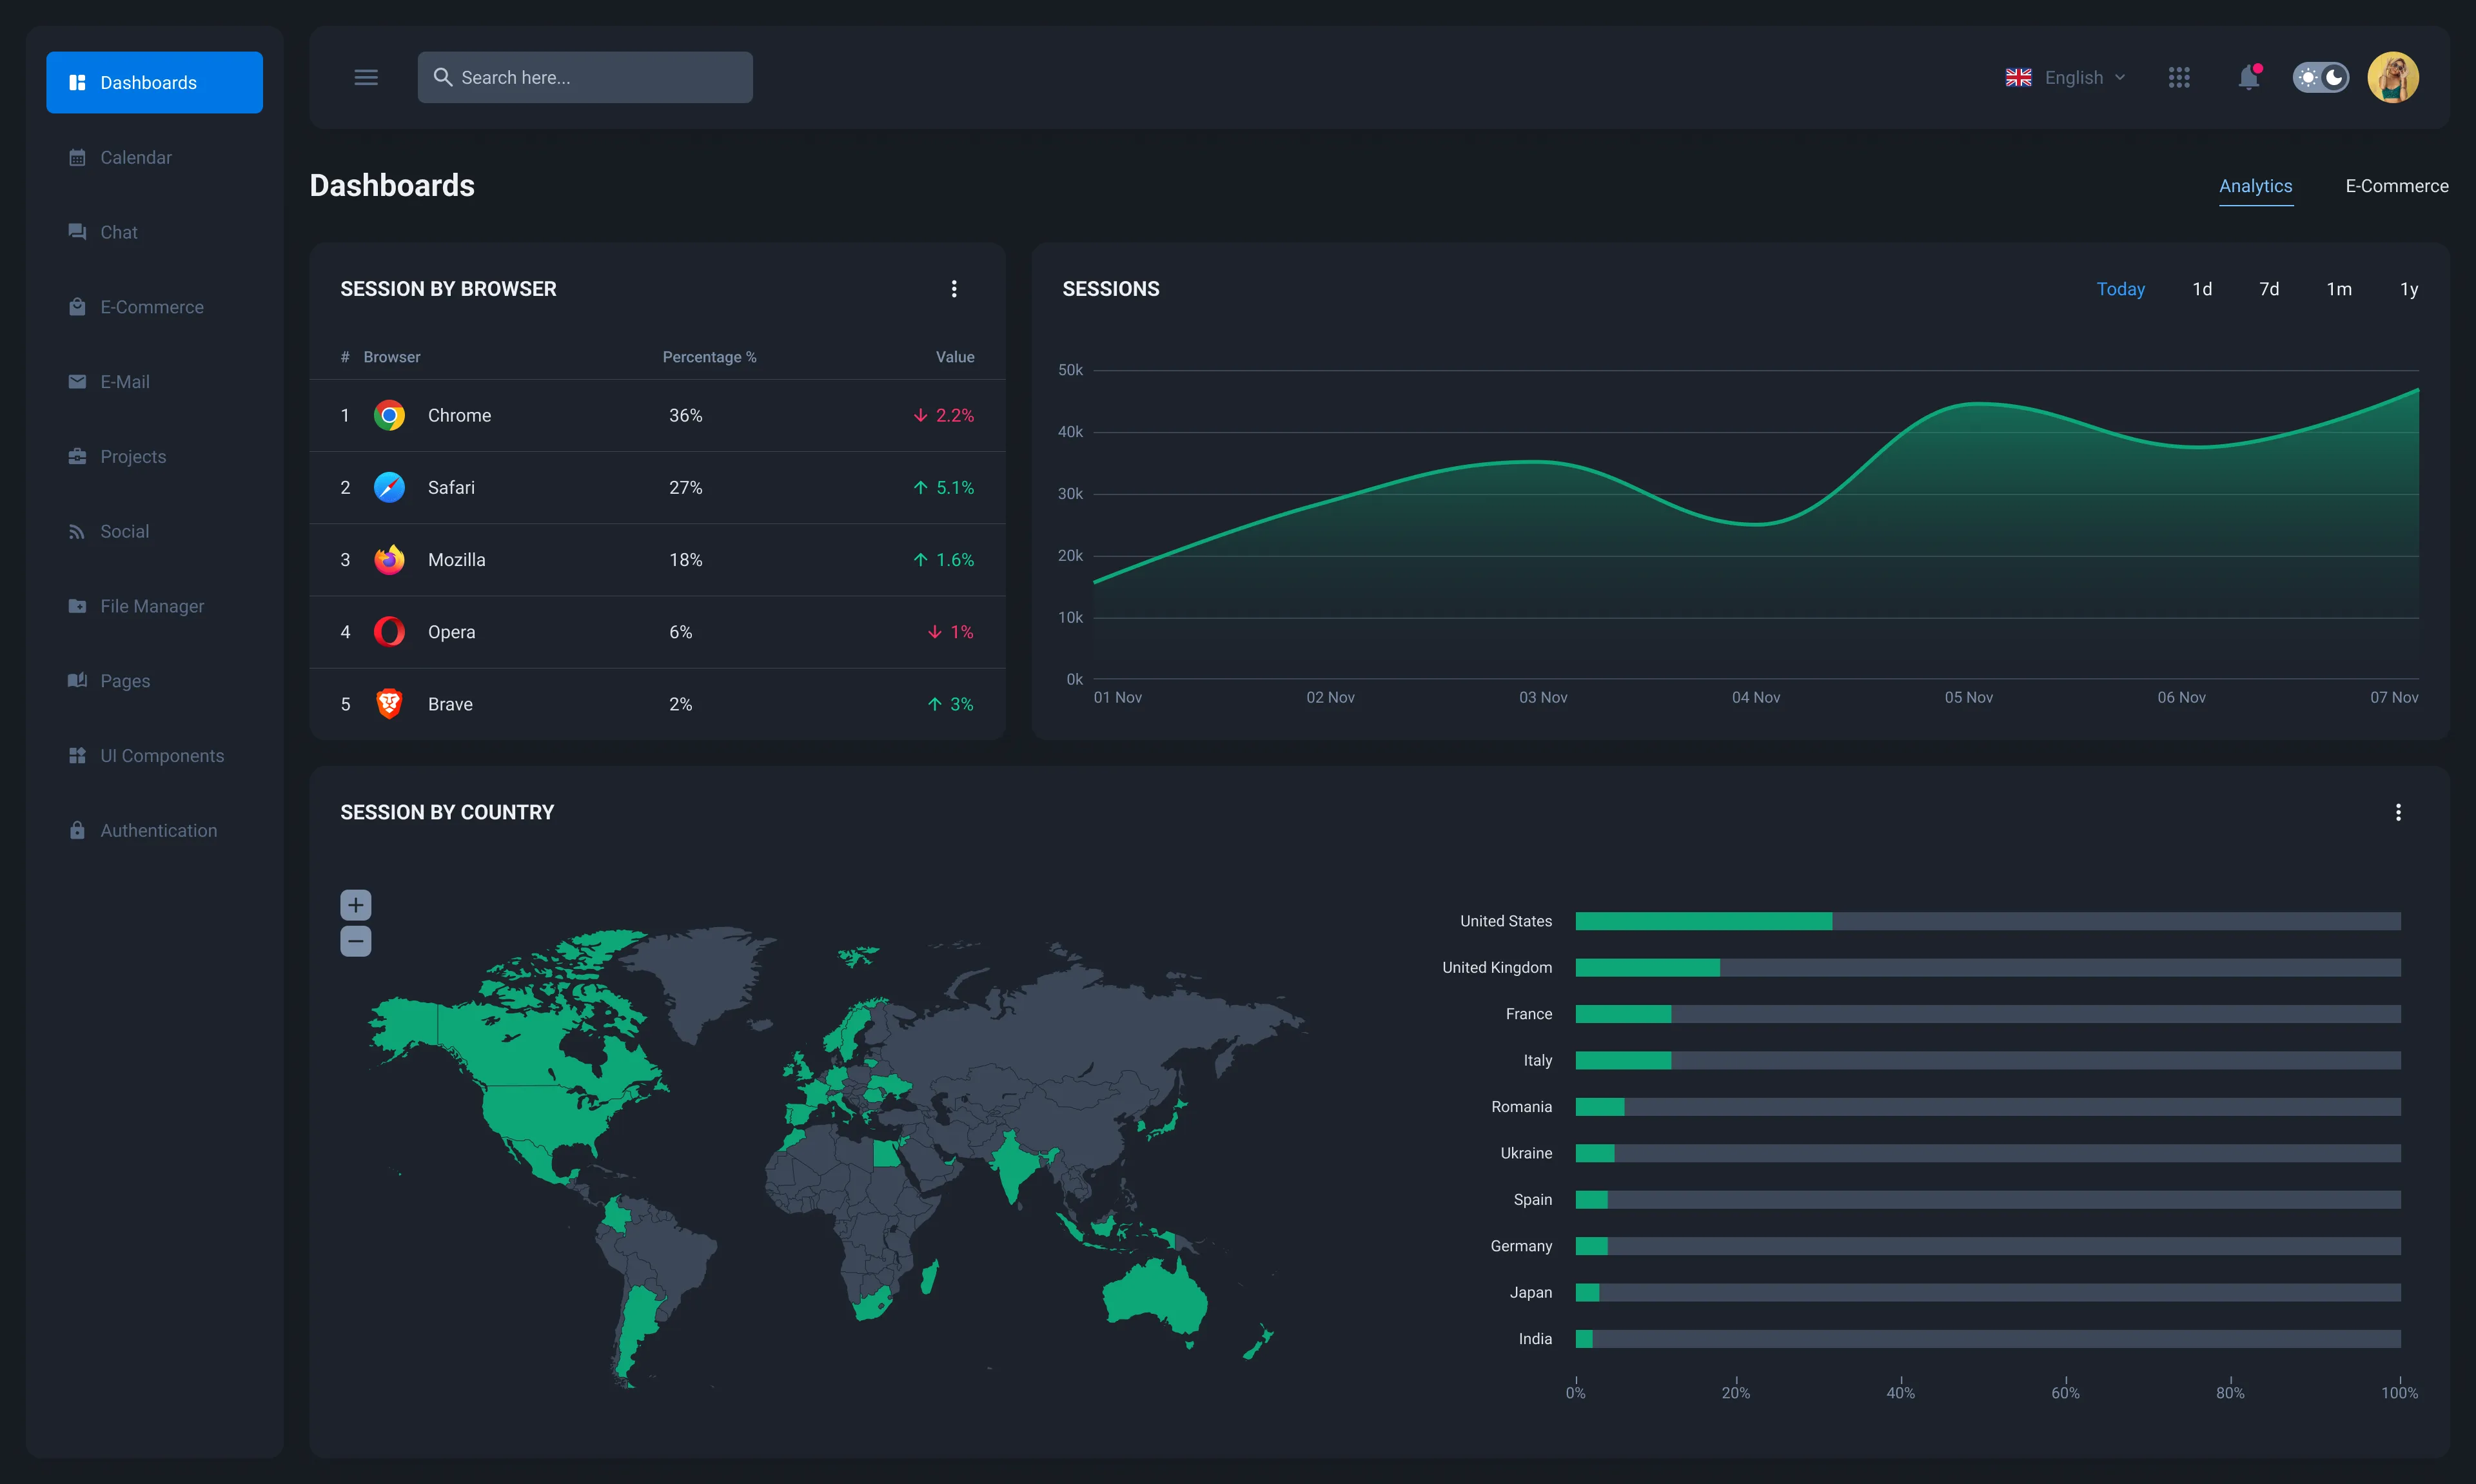 Dashboards
Calendar
Chat
E-Commerce
E-Mail
Projects
Social
File Manager
Pages
UI Components
Authentication
Search here...
English
Dashboards
Analytics E-Commerce
SESSION BY BROWSER
# Browser Percentage % Value
1 Chrome 36% ↓ 2.2%
2 Safari 27% ↑ 5.1%
3 Mozilla 18% ↑ 1.6%
4 Opera 6% ↓ 1%
5 Brave 2% ↑ 3%
SESSIONS
Today 1d 7d 1m 1y
50k
40k
30k
20k
10k
0k
01 Nov 02 Nov 03 Nov 04 Nov 05 Nov 06 Nov 07 Nov
SESSION BY COUNTRY
United States
United Kingdom
France
Italy
Romania
Ukraine
Spain
Germany
Japan
India
0% 20% 40% 60% 80% 100%